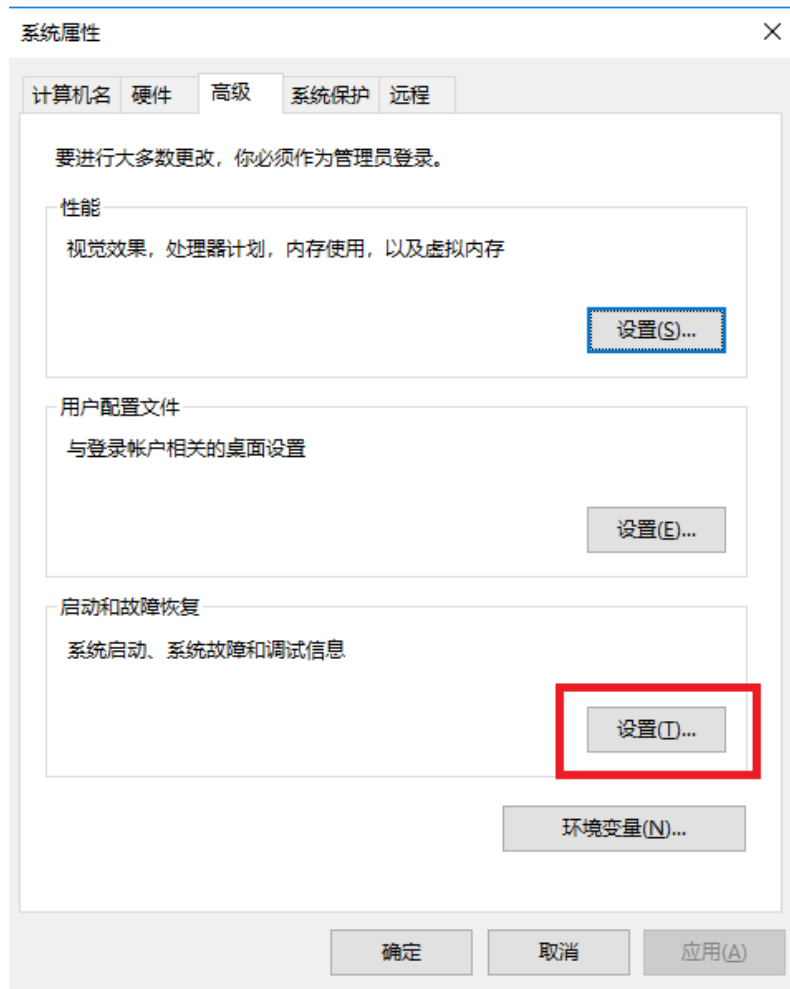 系统属性
计算机名 硬件 高级 系统保护 远程
要进行大多数更改，你必须作为管理员登录。
性能
视觉效果，处理器计划，内存使用，以及虚拟内存
设置(S)...
用户配置文件
与登录帐户相关的桌面设置
设置(E)...
启动和故障恢复
系统启动、系统故障和调试信息
设置(T)...
环境变量(N)...
确定 取消 应用(A)